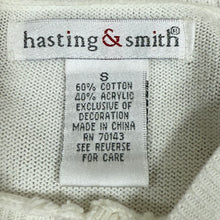 hasting & smith®
S
60% COTTON
40% ACRYLIC
EXCLUSIVE OF
DECORATION
MADE IN CHINA
RN 70143
SEE REVERSE
FOR CARE